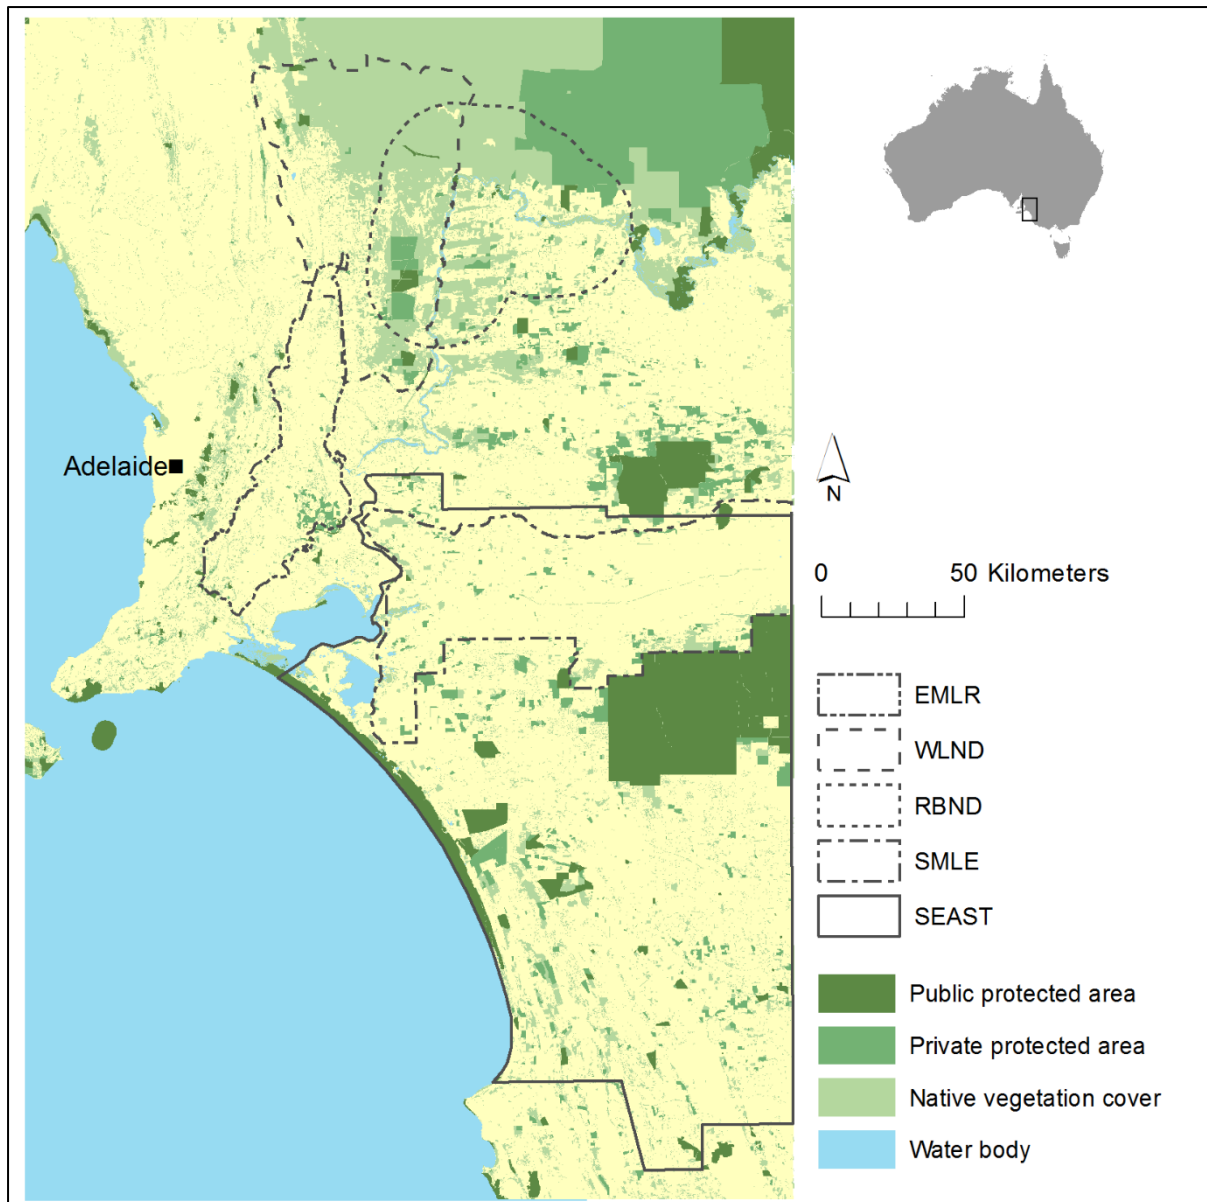 Adelaide
N
0 50 Kilometers
EMLR
WLND
RBND
SMLE
SEAST
Public protected area
Private protected area
Native vegetation cover
Water body